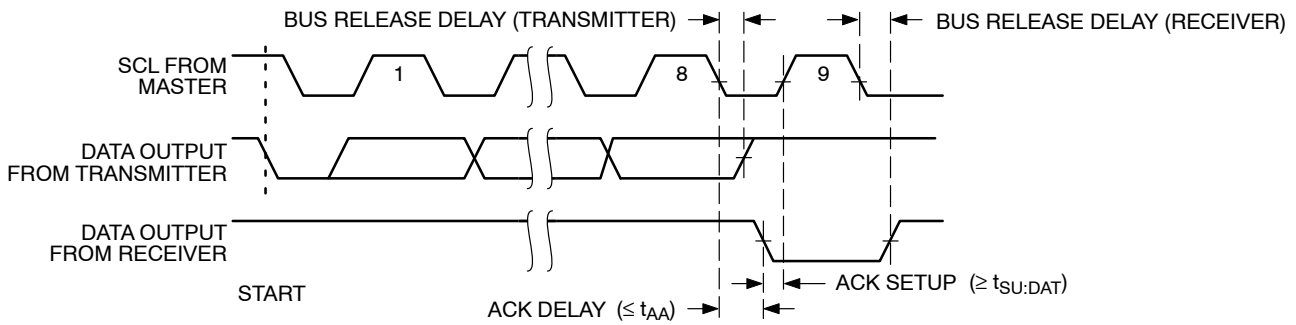 BUS RELEASE DELAY (TRANSMITTER)
BUS RELEASE DELAY (RECEIVER)
SCL FROM
MASTER
1
8
9
DATA OUTPUT
FROM TRANSMITTER
DATA OUTPUT
FROM RECEIVER
START
ACK SETUP (≥ tSU:DAT)
ACK DELAY (≤ tAA)